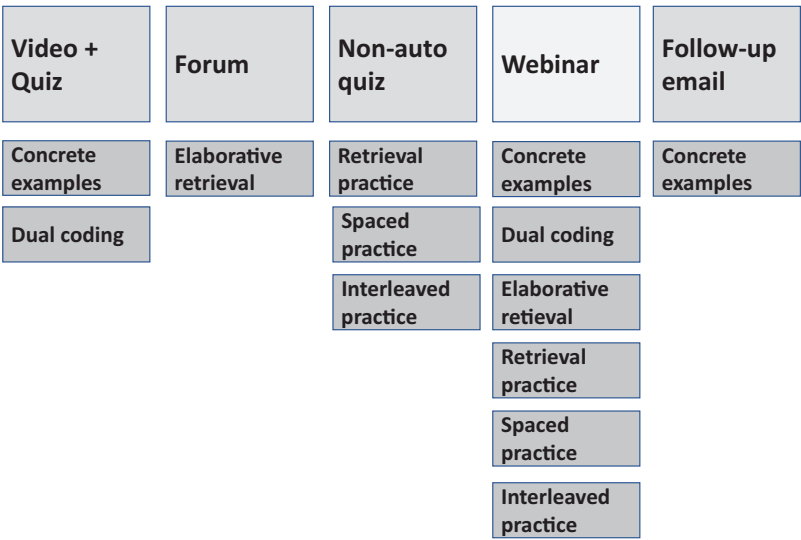 Video +
Quiz
Forum
Non-auto
quiz
Webinar
Follow-up
email
Concrete
examples
Elaborative
retrieval
Retrieval
practice
Concrete
examples
Concrete
examples
Dual coding
Spaced
practice
Dual coding
Interleaved
practice
Elaborative
retieval
Retrieval
practice
Spaced
practice
Interleaved
practice